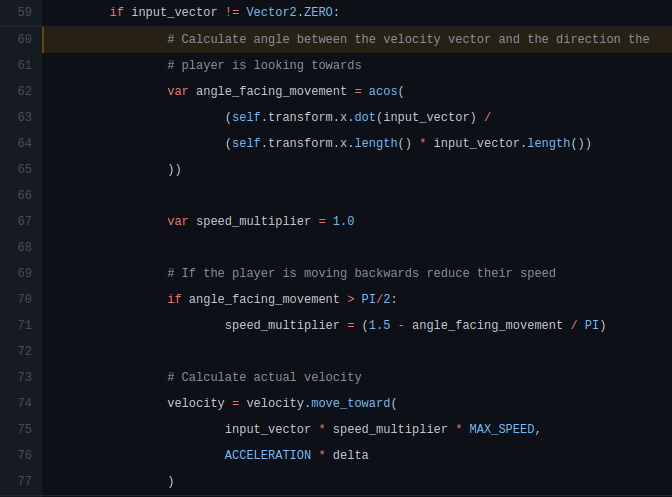 59 if input_vector != Vector2.ZERO:
60 # Calculate angle between the velocity vector and the direction the
61 # player is looking towards
62 var angle_facing_movement = acos(
63 (self.transform.x.dot(input_vector) /
64 (self.transform.x.length() * input_vector.length())
65 ))
66
67 var speed_multiplier = 1.0
68
69 # If the player is moving backwards reduce their speed
70 if angle_facing_movement > PI/2:
71 speed_multiplier = (1.5 - angle_facing_movement / PI)
72
73 # Calculate actual velocity
74 velocity = velocity.move_toward(
75 input_vector * speed_multiplier * MAX_SPEED,
76 ACCELERATION * delta
77 )